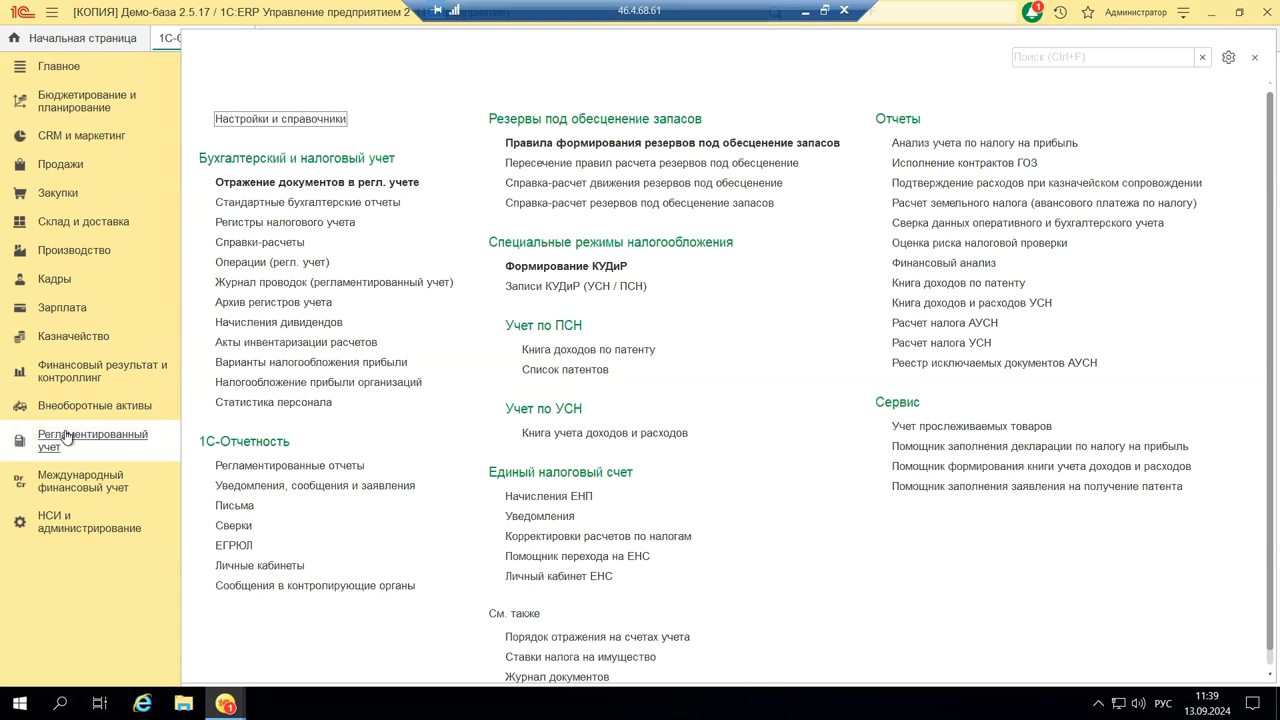 [КОПИЯ] Демо-база 2.5.17 / 1С:ERP Управление предприятием 2
46.4.68.61
1
Администратор
Начальная страница
1С-С
Поиск (Ctrl+F)
Главное
Бюджетирование и
планирование
CRM и маркетинг
Продажи
Закупки
Склад и доставка
Производство
Кадры
Зарплата
Казначейство
Финансовый результат и
контроллинг
Внеоборотные активы
Регламентированный
учет
Международный
финансовый учет
НСИ и
администрирование
Настройки и справочники
Бухгалтерский и налоговый учет
Отражение документов в регл. учете
Стандартные бухгалтерские отчеты
Регистры налогового учета
Справки-расчеты
Операции (регл. учет)
Журнал проводок (регламентированный учет)
Архив регистров учета
Начисления дивидендов
Акты инвентаризации расчетов
Варианты налогообложения прибыли
Налогообложение прибыли организаций
Статистика персонала
1С-Отчетность
Регламентированные отчеты
Уведомления, сообщения и заявления
Письма
Сверки
ЕГРЮЛ
Личные кабинеты
Сообщения в контролирующие органы
Резервы под обесценение запасов
Правила формирования резервов под обесценение запасов
Пересечение правил расчета резервов под обесценение
Справка-расчет движения резервов под обесценение
Справка-расчет резервов под обесценение запасов
Специальные режимы налогообложения
Формирование КУДиР
Записи КУДиР (УСН / ПСН)
Учет по ПСН
Книга доходов по патенту
Список патентов
Учет по УСН
Книга учета доходов и расходов
Единый налоговый счет
Начисления ЕНП
Уведомления
Корректировки расчетов по налогам
Помощник перехода на ЕНС
Личный кабинет ЕНС
См. также
Порядок отражения на счетах учета
Ставки налога на имущество
Журнал документов
Отчеты
Анализ учета по налогу на прибыль
Исполнение контрактов ГОЗ
Подтверждение расходов при казначейском сопровождении
Расчет земельного налога (авансового платежа по налогу)
Сверка данных оперативного и бухгалтерского учета
Оценка риска налоговой проверки
Финансовый анализ
Книга доходов по патенту
Книга доходов и расходов УСН
Расчет налога АУСН
Расчет налога УСН
Реестр исключаемых документов АУСН
Сервис
Учет прослеживаемых товаров
Помощник заполнения декларации по налогу на прибыль
Помощник формирования книги учета доходов и расходов
Помощник заполнения заявления на получение патента
1
РУС
11:39
13.09.2024